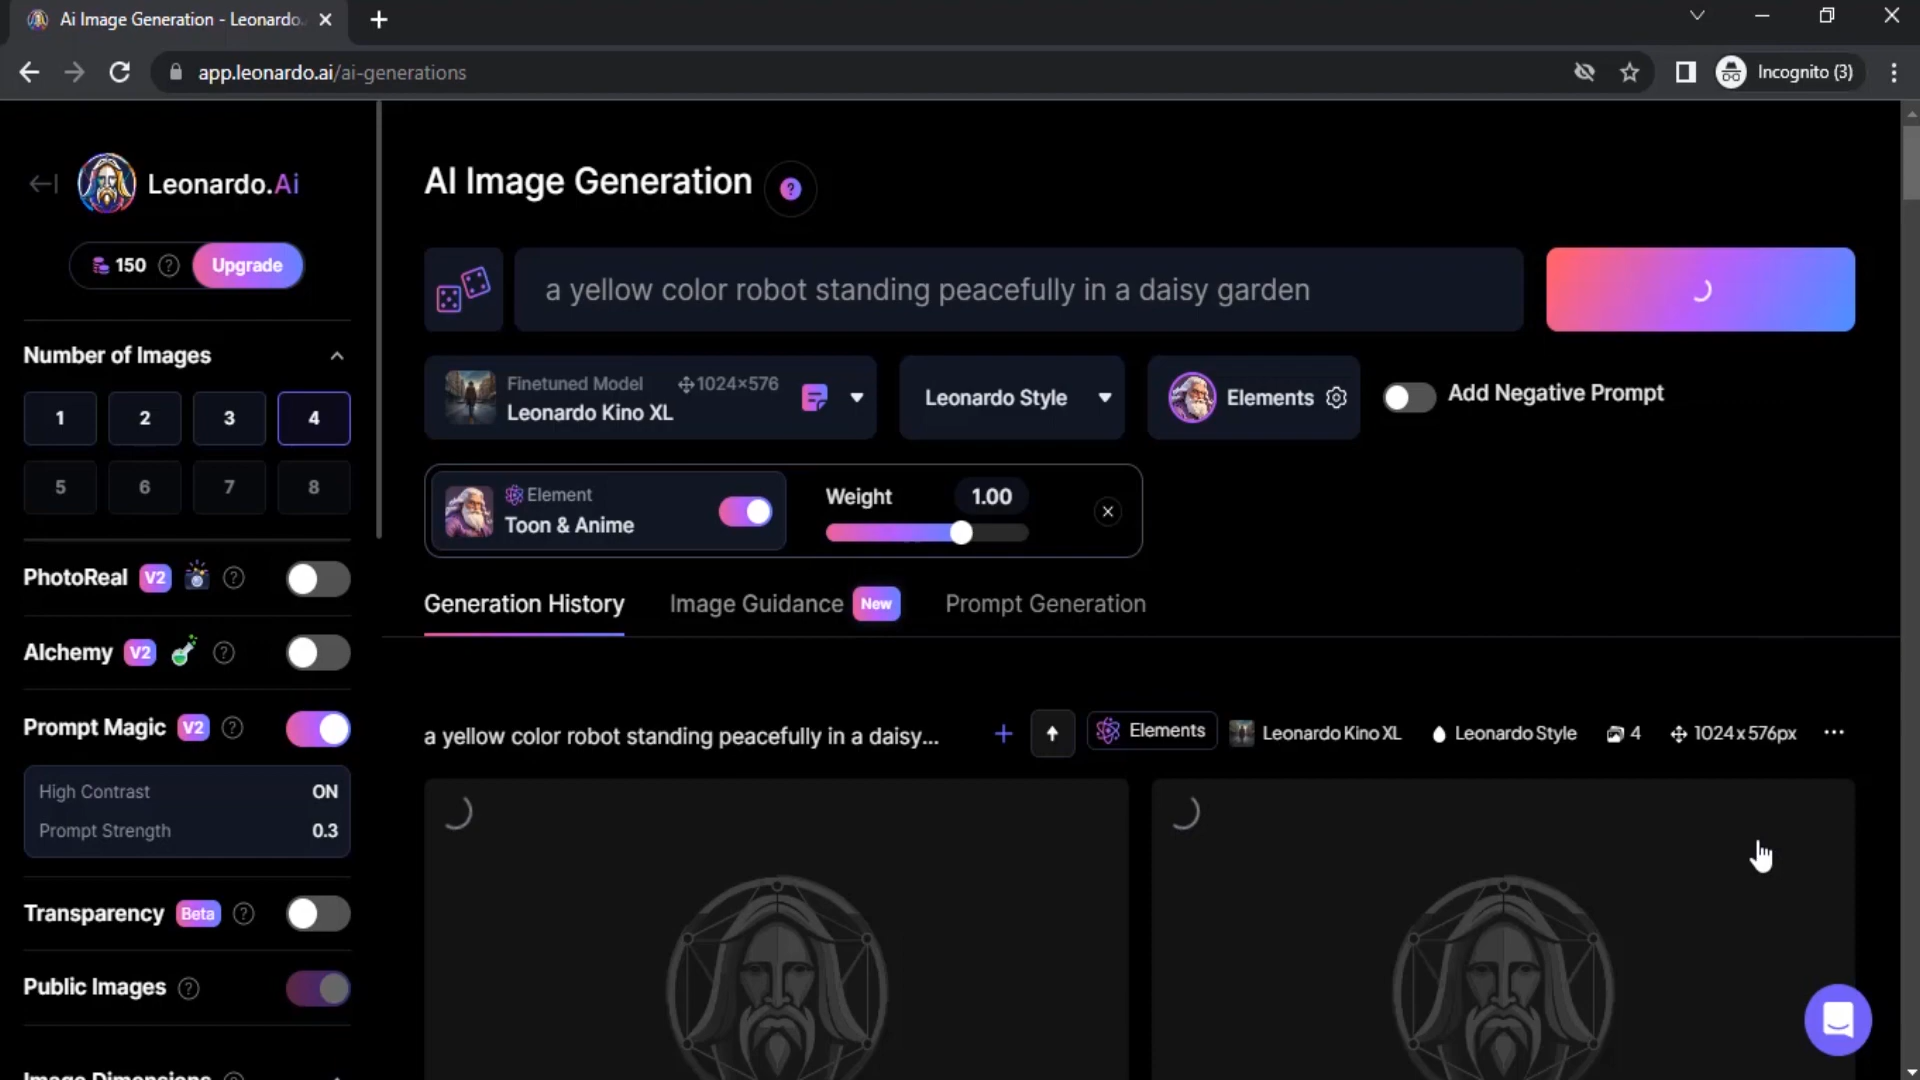 Ai Image Generation - Leonardo.
app.leonardo.ai/ai-generations
Incognito (3)
Leonardo.Ai
150
Upgrade
Number of Images
1 2 3 4
5 6 7 8
PhotoReal V2
Alchemy V2
Prompt Magic V2
High Contrast ON
Prompt Strength 0.3
Transparency Beta
Public Images
Image Dimensions
AI Image Generation
a yellow color robot standing peacefully in a daisy garden
Finetuned Model 1024×576
Leonardo Kino XL
Leonardo Style
Elements
Add Negative Prompt
Element
Toon & Anime
Weight 1.00
Generation History
Image Guidance New
Prompt Generation
a yellow color robot standing peacefully in a daisy...
Elements
Leonardo Kino XL
Leonardo Style
4
1024 x 576px